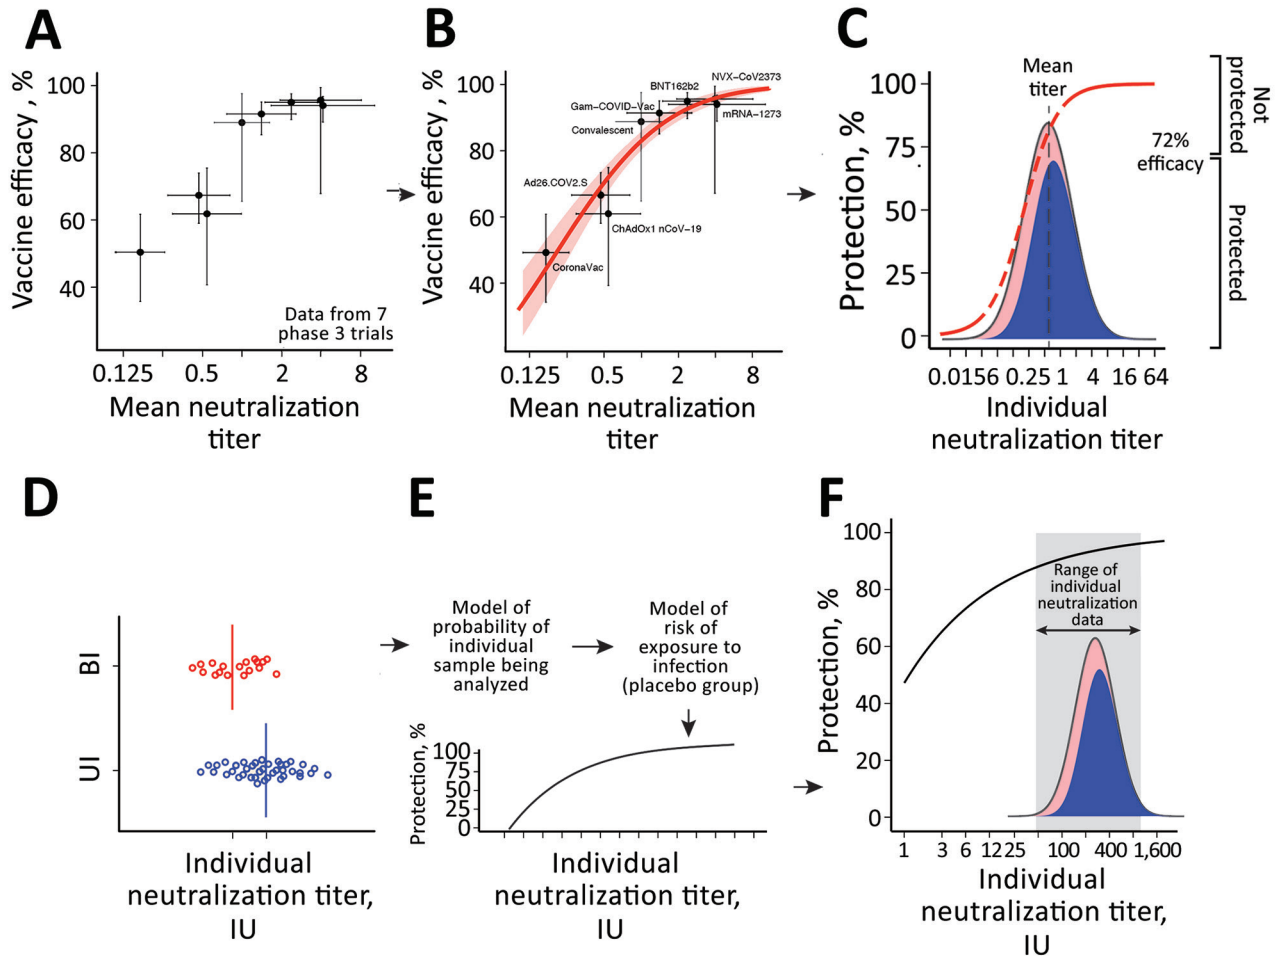 A
Vaccine efficacy , %
100
80
60
40
Data from 7
phase 3 trials
0.125 0.5 2 8
Mean neutralization
titer
B
Vaccine efficacy, %
100
80
60
40
NVX-CoV2373
BNT162b2
Gam-COVID-Vac
mRNA-1273
Convalescent
Ad26.COV2.S
ChAdOx1 nCoV-19
CoronaVac
0.125 0.5 2 8
Mean neutralization
titer
C
Protection, %
100
75
50
25
0
Mean
titer
72%
efficacy
Not
protected
Protected
0.0156 0.25 1 4 16 64
Individual
neutralization titer
D
BI
UI
Individual
neutralization titer,
IU
E
Model of
probability of
individual
sample being
analyzed
Model of
risk of
exposure to
infection
(placebo group)
Protection, %
100
75
50
25
0
Individual
neutralization titer,
IU
F
Protection, %
100
80
60
40
20
0
Range of
individual
neutralization
data
1 3 6 12 25 100 400 1,600
Individual
neutralization titer,
IU